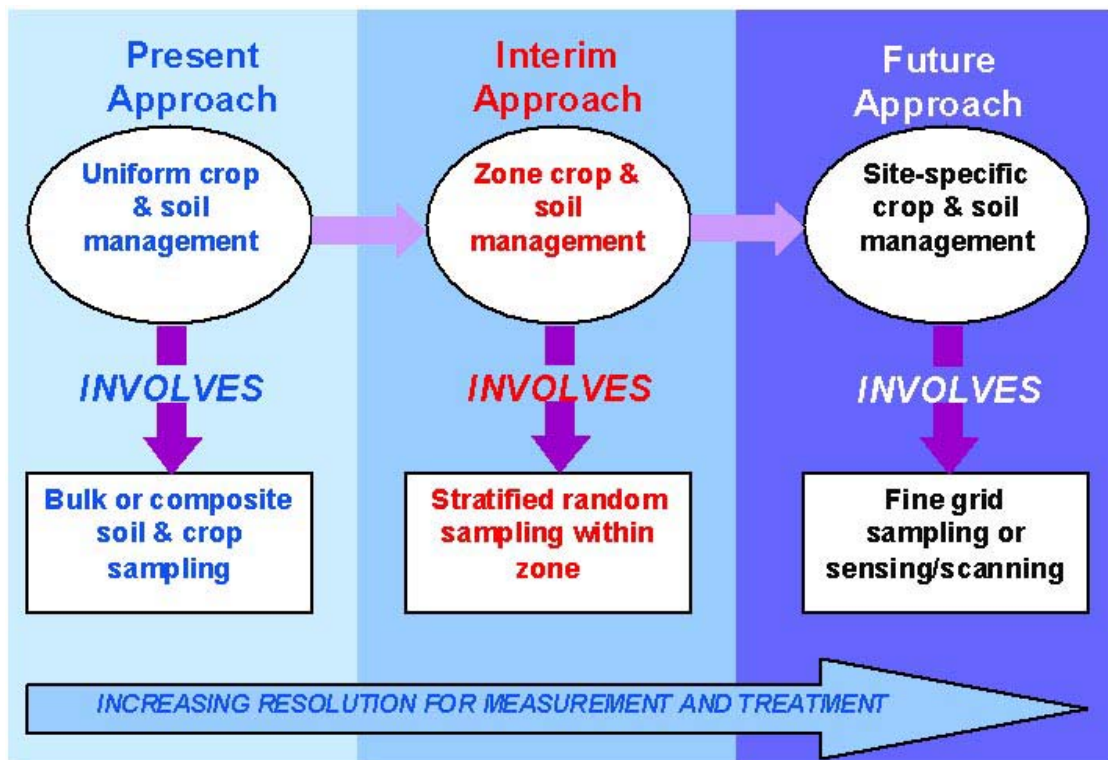 Present
Approach
Uniform crop
& soil
management
INVOLVES
Bulk or composite
soil & crop
sampling
Interim
Approach
Zone crop &
soil
management
INVOLVES
Stratified random
sampling within
zone
Future
Approach
Site-specific
crop & soil
management
INVOLVES
Fine grid
sampling or
sensing/scanning
INCREASING RESOLUTION FOR MEASUREMENT AND TREATMENT